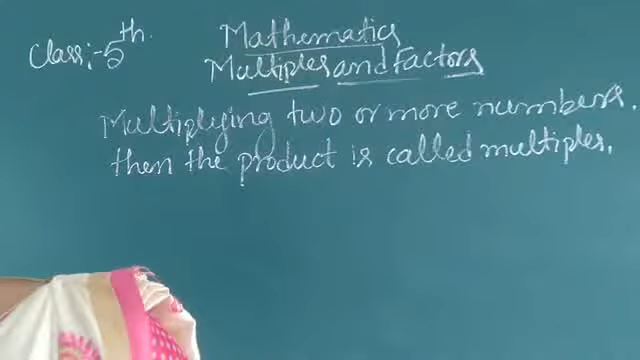 Class:- 5th.
Mathematics
Multiples and Factors
Multiplying two or more numbers.
then the product is called multiples.